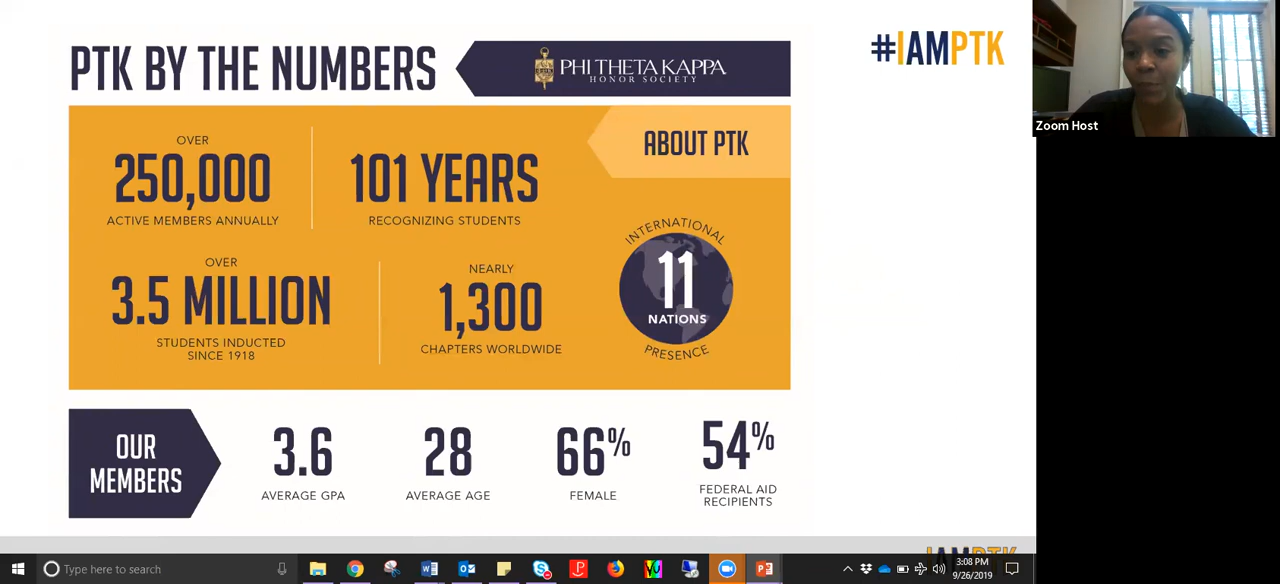 PTK BY THE NUMBERS
PHI THETA KAPPA
HONOR SOCIETY
#IAMPTK
Zoom Host
ABOUT PTK
OVER
250,000
ACTIVE MEMBERS ANNUALLY
101 YEARS
RECOGNIZING STUDENTS
OVER
3.5 MILLION
STUDENTS INDUCTED
SINCE 1918
NEARLY
1,300
CHAPTERS WORLDWIDE
INTERNATIONAL
11
NATIONS
PRESENCE
OUR
MEMBERS
3.6
AVERAGE GPA
28
AVERAGE AGE
66%
FEMALE
54%
FEDERAL AID
RECIPIENTS
IAMPTK
Type here to search
3:08 PM
9/26/2019